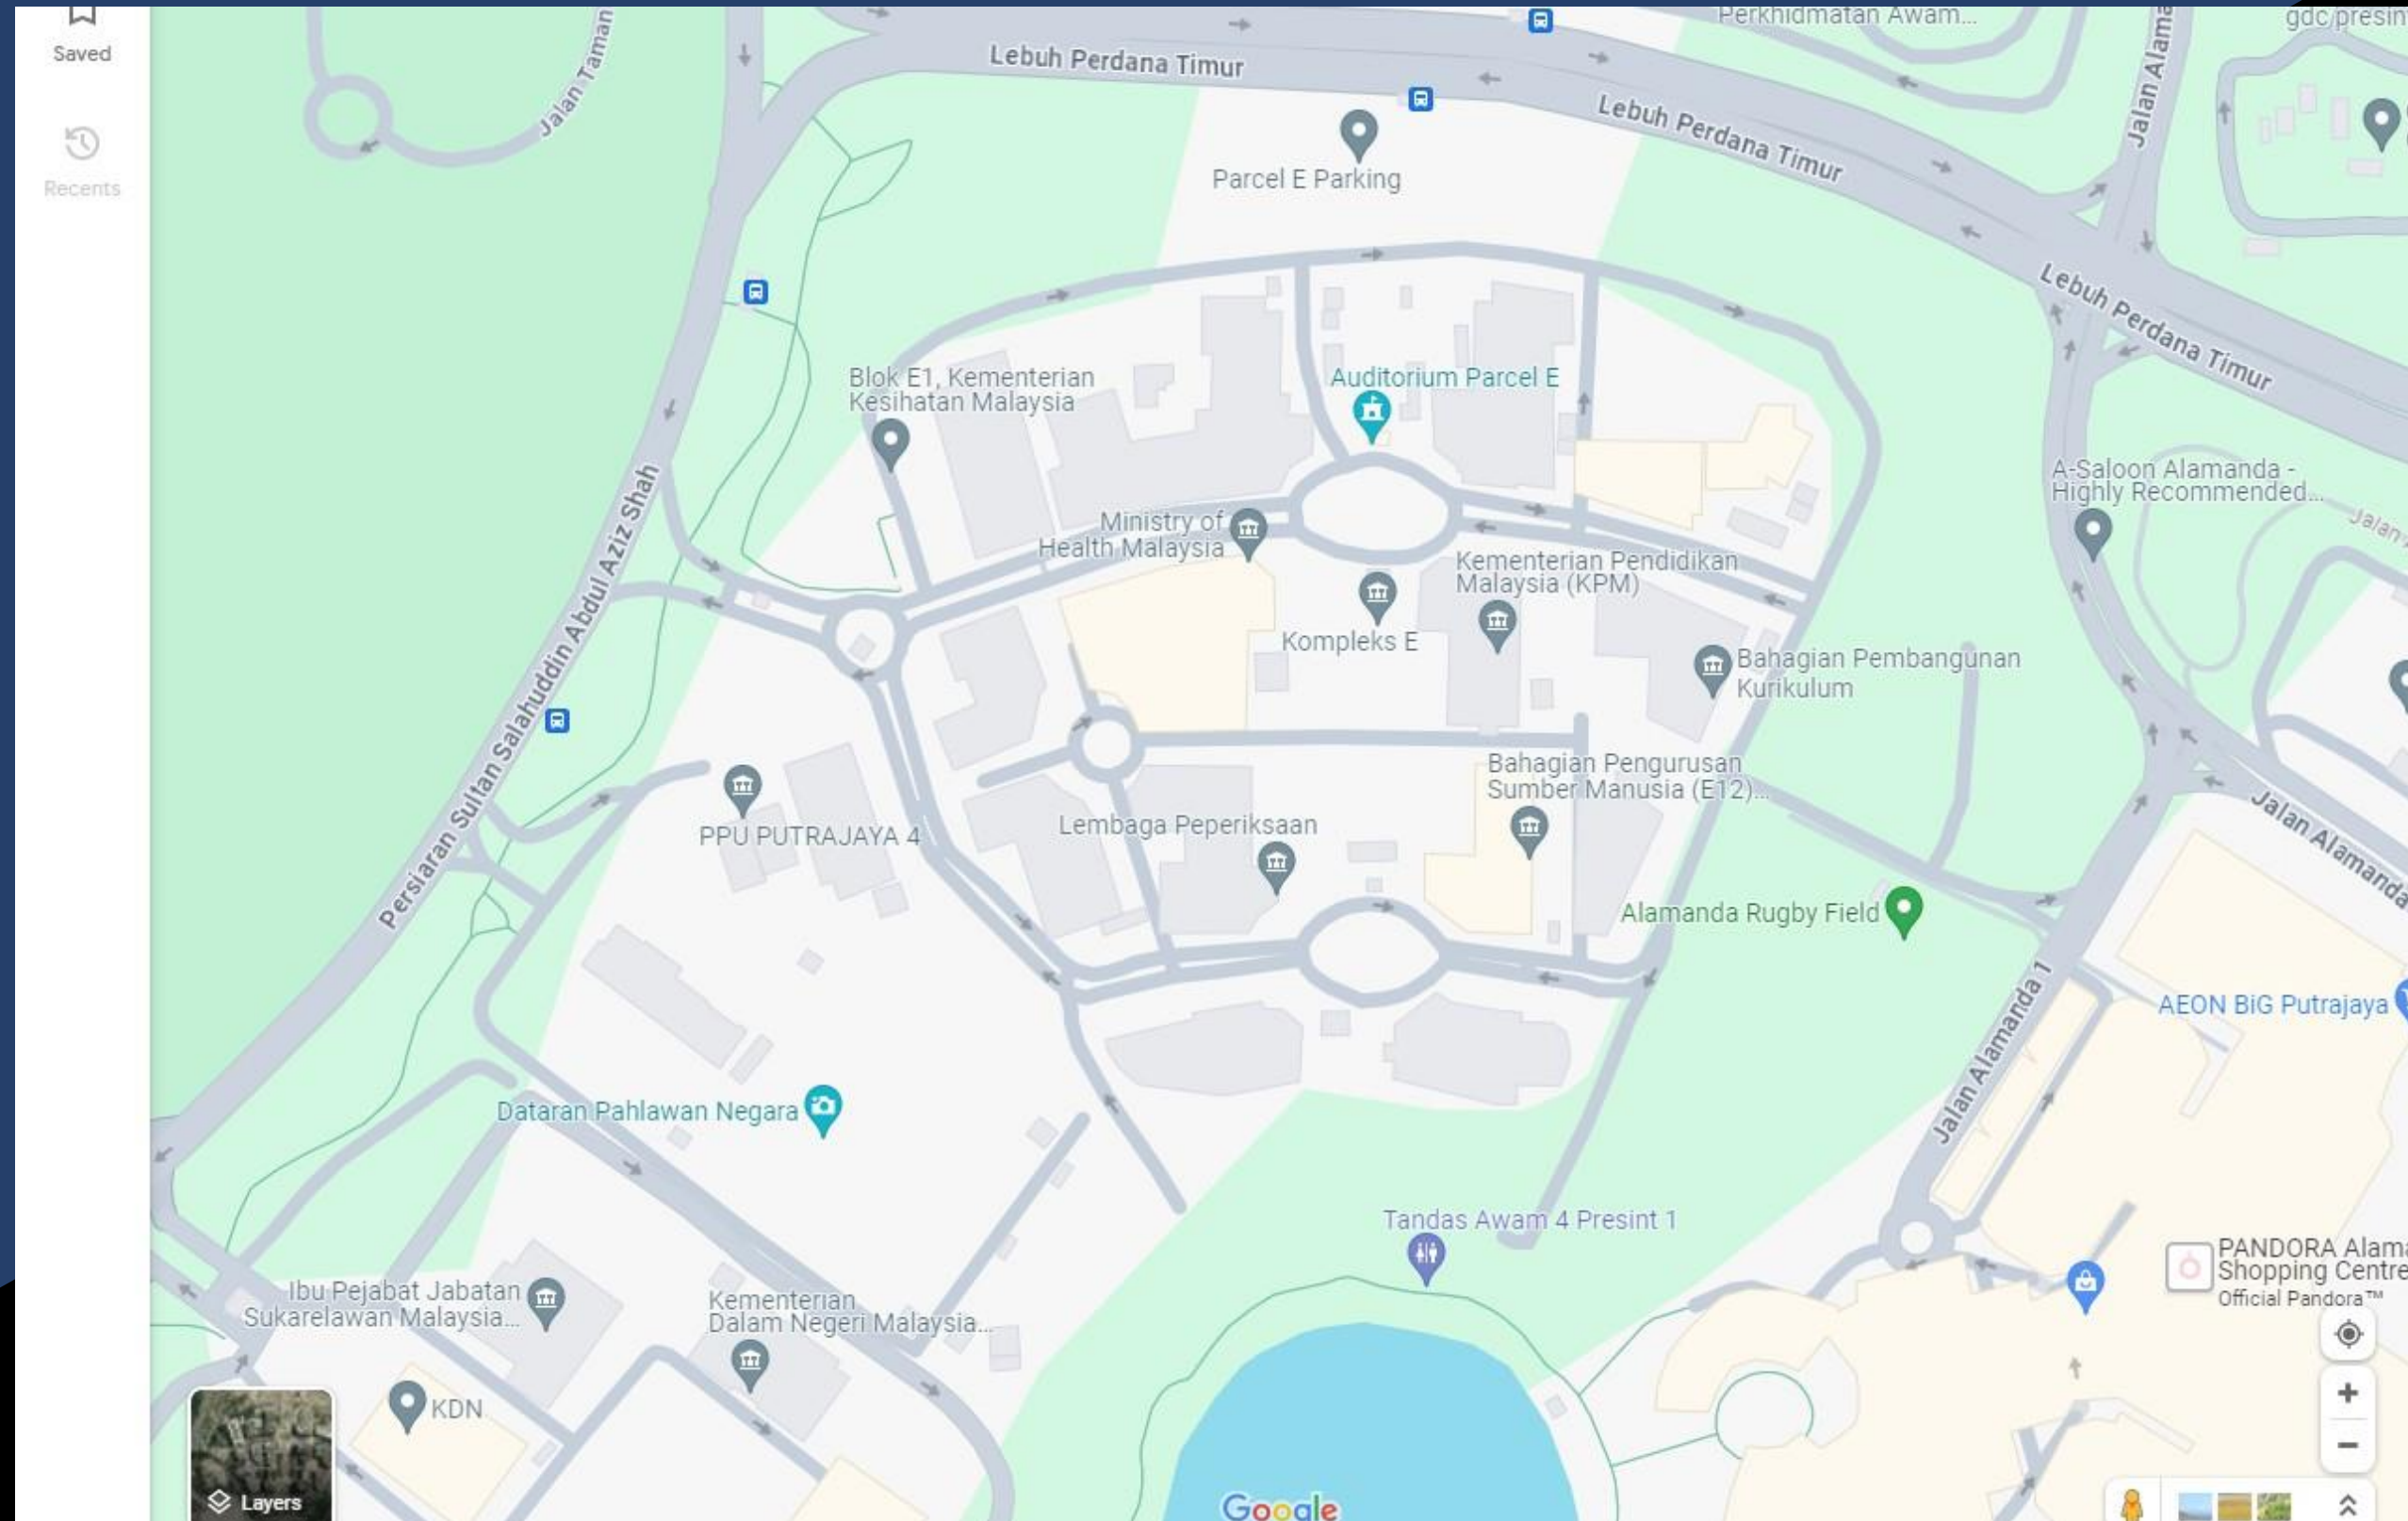 Saved
Recents
Jalan Taman
Lebuh Perdana Timur
Perkhidmatan Awam...
Jalan Alama
gdc/presin
Lebuh Perdana Timur
Parcel E Parking
Lebuh Perdana Timur
Blok E1, Kementerian
Kesihatan Malaysia
Auditorium Parcel E
A-Saloon Alamanda -
Highly Recommended...
Jalan
Persiaran Sultan Salahuddin Abdul Aziz Shah
Ministry of
Health Malaysia
Kementerian Pendidikan
Malaysia (KPM)
Kompleks E
Bahagian Pembangunan
Kurikulum
Bahagian Pengurusan
Sumber Manusia (E12)...
PPU PUTRAJAYA 4
Lembaga Peperiksaan
Jalan Alamanda
Alamanda Rugby Field
AEON BiG Putrajaya
Jalan Alamanda 1
Dataran Pahlawan Negara
Tandas Awam 4 Presint 1
PANDORA Alama
Shopping Centre
Official Pandora™
Ibu Pejabat Jabatan
Sukarelawan Malaysia...
Kementerian
Dalam Negeri Malaysia...
KDN
Layers
Google